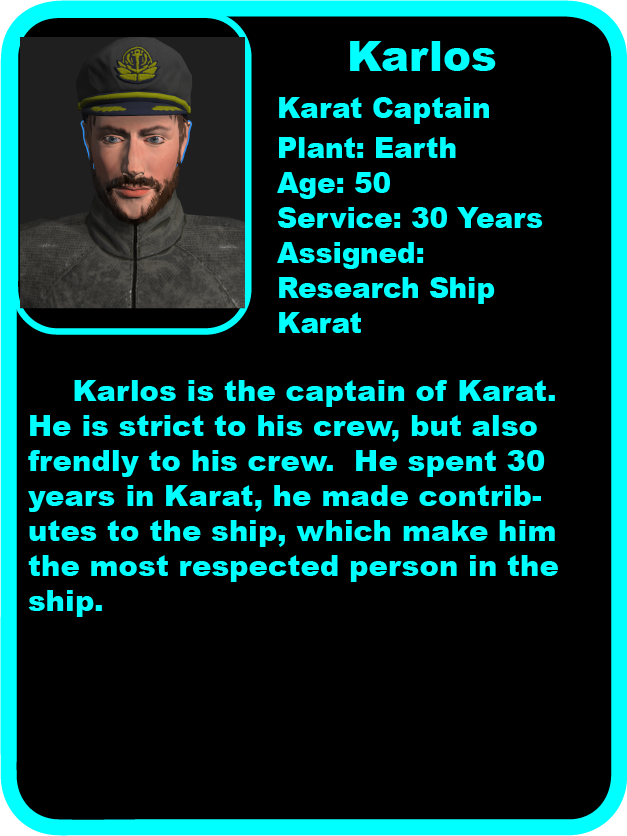 Karlos
Karat Captain
Plant: Earth
Age: 50
Service: 30 Years
Assigned:
Research Ship
Karat
Karlos is the captain of Karat.
He is strict to his crew, but also
frendly to his crew.  He spent 30
years in Karat, he made contrib-
utes to the ship, which make him
the most respected person in the
ship.